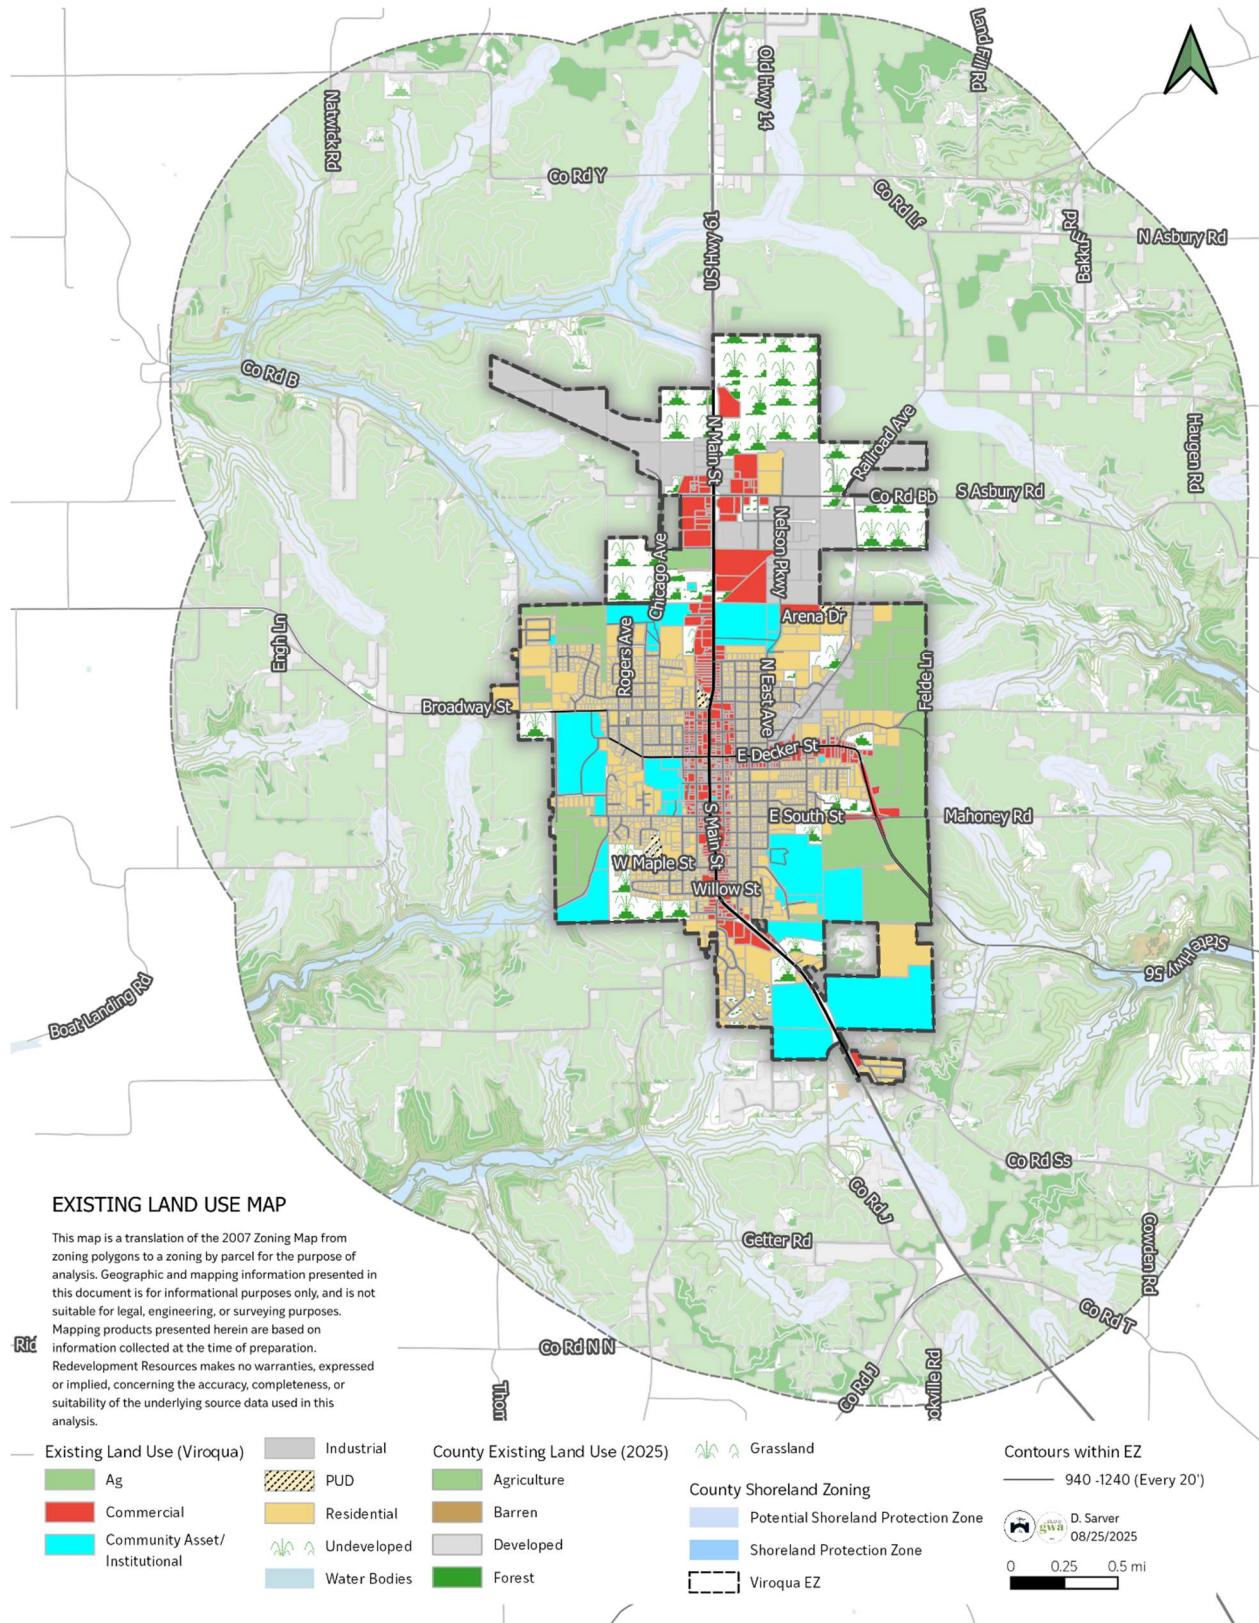 Land Fill Rd
Old Hwy 14
Natwick Rd
Co Rd Y
Co Rd Lf
Bakkum Rd
N Asbury Rd
US Hwy 61
Co Rd B
N Main St
Railroad Ave
Haugen Rd
Co Rd Bb
S Asbury Rd
Nelson Pkwy
Chicago Ave
Arena Dr
Engh Ln
Rogers Ave
N East Ave
Felde Ln
Broadway St
E Decker St
S Main St
E South St
Mahoney Rd
W Maple St
Willow St
State Hwy 56
Boat Landing Rd
Co Rd Ss
Co Rd J
Getter Rd
Cowden Rd
Co Rd T
Co Rd N N
Co Rd J
EXISTING LAND USE MAP
This map is a translation of the 2007 Zoning Map from
zoning polygons to a zoning by parcel for the purpose of
analysis. Geographic and mapping information presented in
this document is for informational purposes only, and is not
suitable for legal, engineering, or surveying purposes.
Mapping products presented herein are based on
information collected at the time of preparation.
Redevelopment Resources makes no warranties, expressed
or implied, concerning the accuracy, completeness, or
suitability of the underlying source data used in this
analysis.
Existing Land Use (Viroqua)
Ag
Commercial
Community Asset/
Institutional
Industrial
PUD
Residential
Undeveloped
Water Bodies
County Existing Land Use (2025)
Agriculture
Barren
Developed
Forest
Grassland
County Shoreland Zoning
Potential Shoreland Protection Zone
Shoreland Protection Zone
Viroqua EZ
Contours within EZ
940 -1240 (Every 20')
gwa
D. Sarver
08/25/2025
0 0.25 0.5 mi